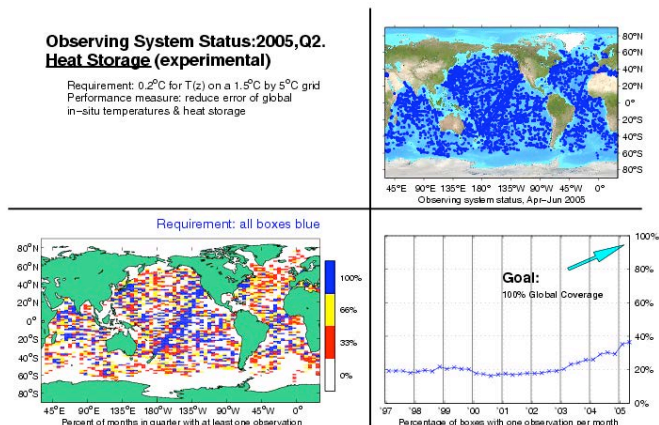 Observing System Status:2005,Q2.
Heat Storage (experimental)
Requirement: 0.2°C for T(z) on a 1.5°C by 5°C grid
Performance measure: reduce error of global
in-situ temperatures & heat storage
80°N
60°N
40°N
20°N
0°
20°S
40°S
60°S
80°S
45°E 90°E 135°E 180° 135°W 90°W 45°W 0°
Observing system status, Apr-Jun 2005
Requirement: all boxes blue
80°N
60°N
40°N
20°N
0°
20°S
40°S
60°S
80°S
45°E 90°E 135°E 180°W 135°W 90°W 45°W 0°
100%
66%
33%
0%
Percent of months in quarter with at least one observation
Goal:
100% Global Coverage
100%
80%
60%
40%
20%
0%
'97 '98 '99 '00 '01 '02 '03 '04 '05
Percentage of boxes with one observation per month